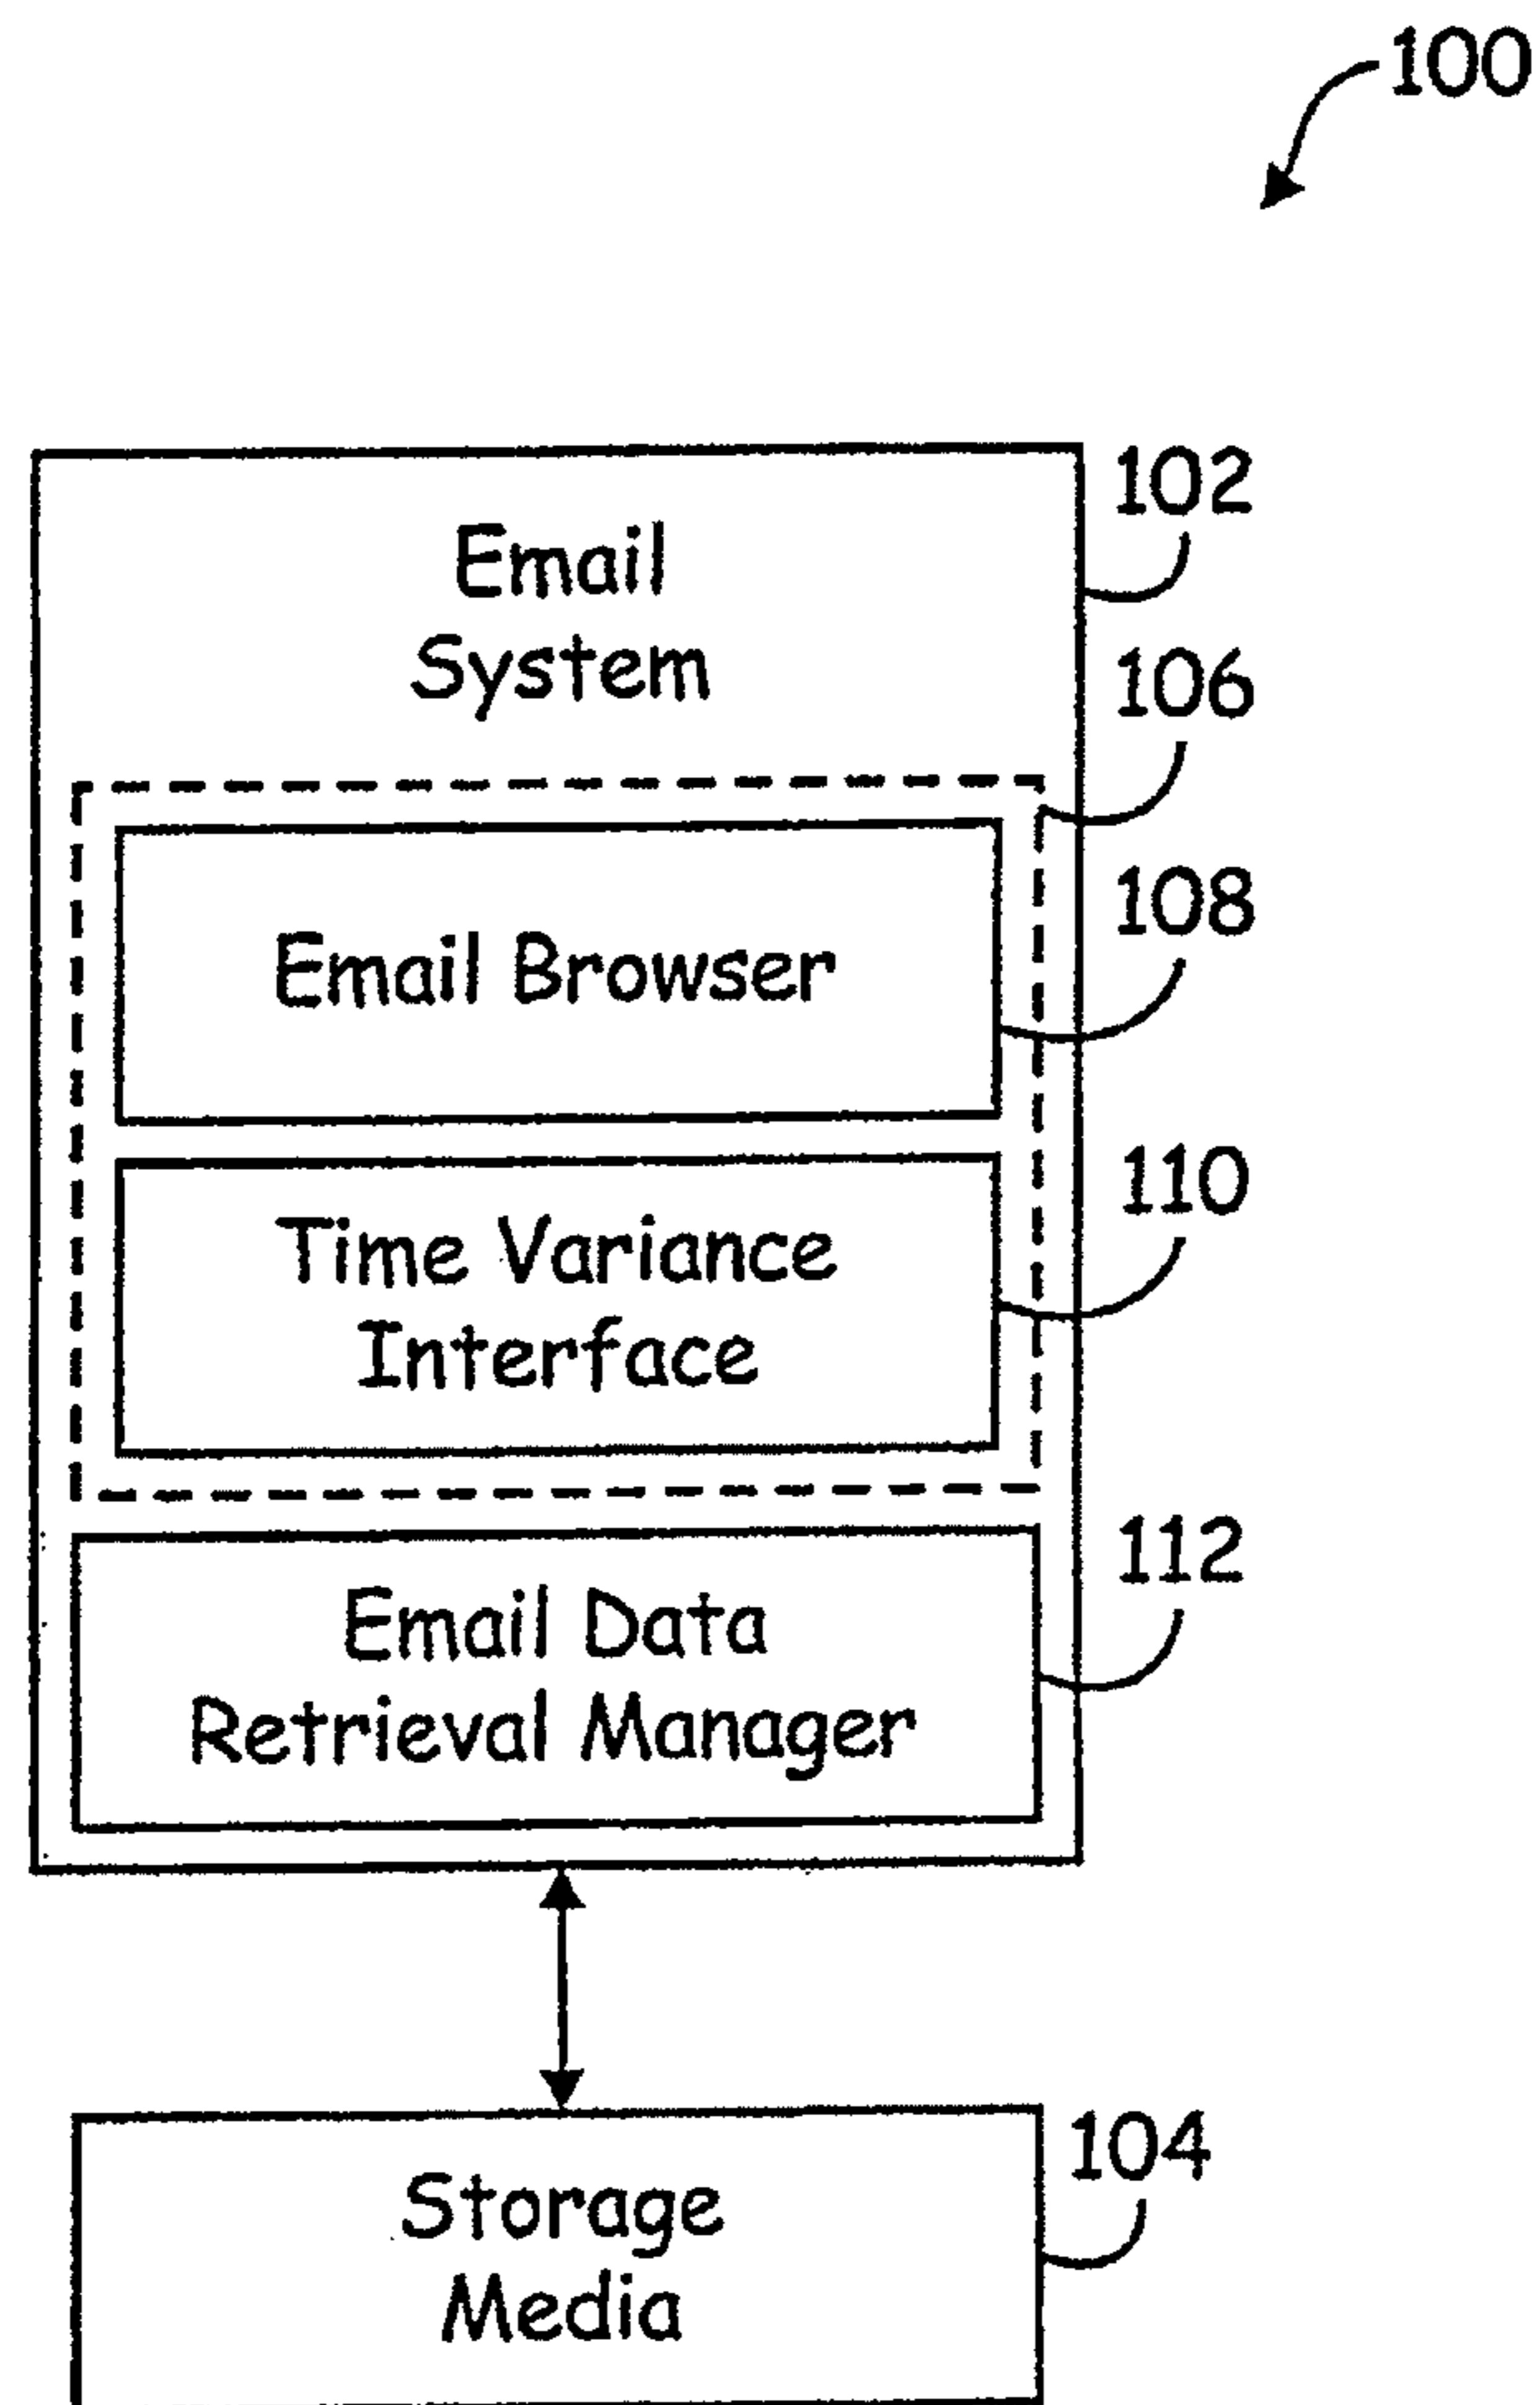 100
102
Email
System
106
108
Email Browser
110
Time Variance
Interface
112
Email Data
Retrieval Manager
104
Storage
Media